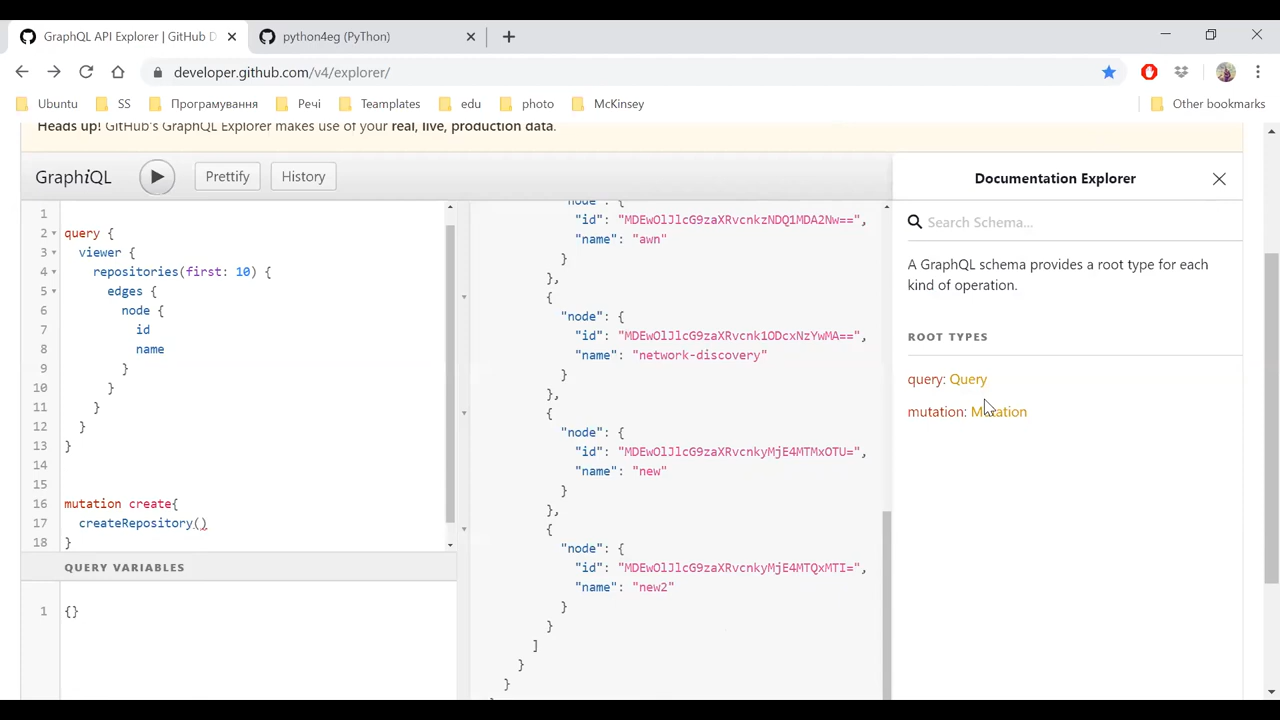 GraphQL API Explorer | GitHub D
python4eg (PyThon)
developer.github.com/v4/explorer/
Ubuntu
SS
Програмування
Речі
Teamplates
edu
photo
McKinsey
Other bookmarks
Heads up! GitHub's GraphQL Explorer makes use of your real, live, production data.
GraphiQL
Prettify
History
Documentation Explorer
1
2 query {
3 viewer {
4 repositories(first: 10) {
5 edges {
6 node {
7 id
8 name
9 }
10 }
11 }
12 }
13 }
14
15
16 mutation create{
17 createRepository()
18 }
QUERY VARIABLES
1 {}
"node": {
"id": "MDEwOlJlcG9zaXRvcnkzNDQ1MDA2Nw==",
"name": "awn"
}
},
{
"node": {
"id": "MDEwOlJlcG9zaXRvcnk1ODcxNzYwMA==",
"name": "network-discovery"
}
},
{
"node": {
"id": "MDEwOlJlcG9zaXRvcnkyMjE4MTMxOTU=",
"name": "new"
}
},
{
"node": {
"id": "MDEwOlJlcG9zaXRvcnkyMjE4MTQxMTI=",
"name": "new2"
}
}
]
}
}
Search Schema...
A GraphQL schema provides a root type for each
kind of operation.
ROOT TYPES
query: Query
mutation: Mutation